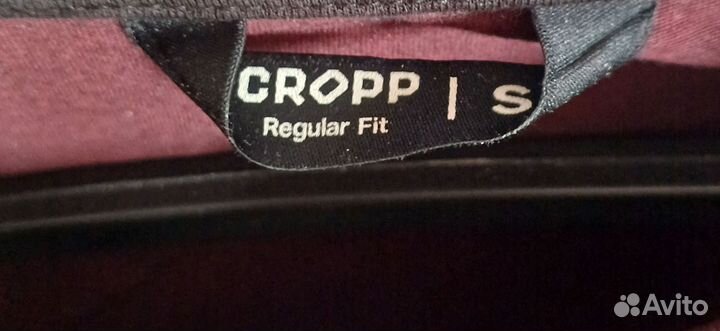 CROPP | S
Regular Fit
Avito